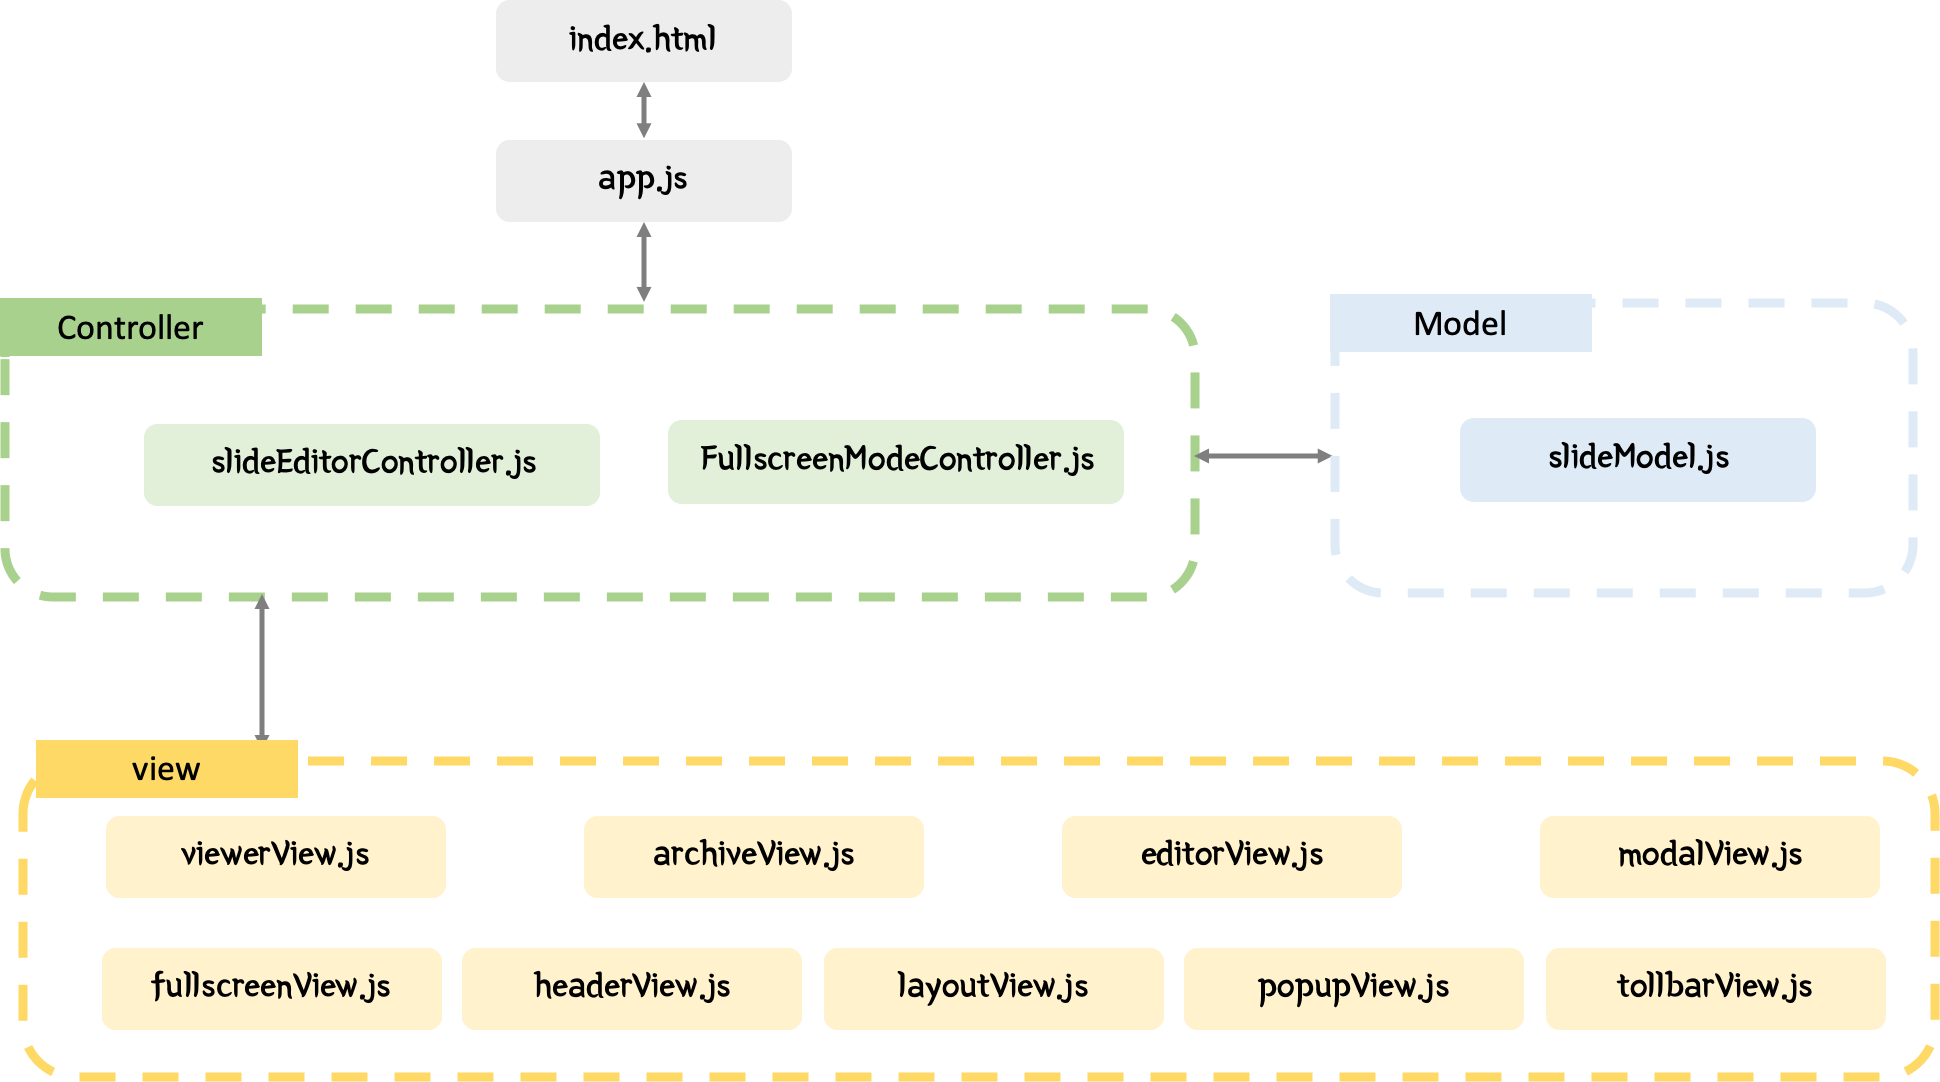 index.html
app.js
Controller
Model
slideEditorController.js
FullscreenModeController.js
slideModel.js
view
viewerView.js
archiveView.js
editorView.js
modalView.js
fullscreenView.js
headerView.js
layoutView.js
popupView.js
tollbarView.js